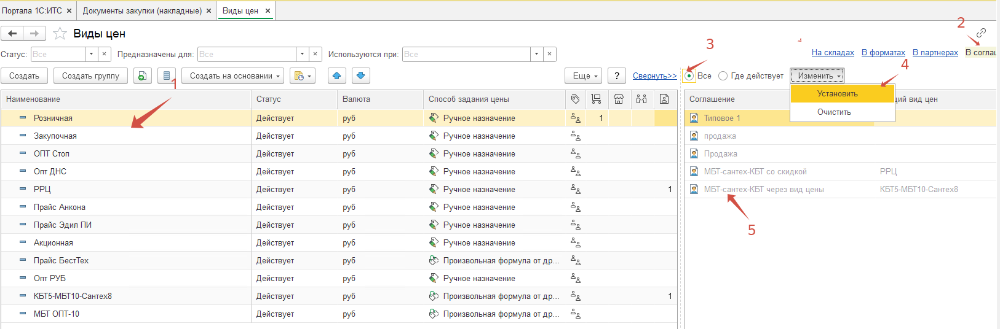 Портала 1С:ИТС × Документы закупки (накладные) × Виды цен ×
Виды цен
2
3
Статус: Все Предназначены для: Все Используются при: Все
На складах В форматах В партнерах В соглаш
4
Создать Создать группу Создать на основании Еще ? Свернуть>> Все Где действует Изменить
1
Установить
Очистить
Наименование Статус Валюта Способ задания цены Соглашение щий вид цен
Розничная Действует руб Ручное назначение 1 Типовое 1
Закупочная Действует руб Ручное назначение продажа
ОПТ Стоп Действует руб Ручное назначение Продажа
Опт ДНС Действует руб Ручное назначение МБТ-сантех-КБТ со скидкой РРЦ
РРЦ Действует руб Ручное назначение 1 МБТ-сантех-КБТ через вид цены КБТ5-МБТ10-Сантех8
Прайс Анкона Действует руб Ручное назначение
Прайс Эдил ПИ Действует руб Ручное назначение
5
Акционная Действует руб Ручное назначение
Прайс БестТех Действует руб Произвольная формула от др...
Опт РУБ Действует руб Ручное назначение
КБТ5-МБТ10-Сантех8 Действует руб Произвольная формула от др... 1
МБТ ОПТ-10 Действует руб Произвольная формула от др...